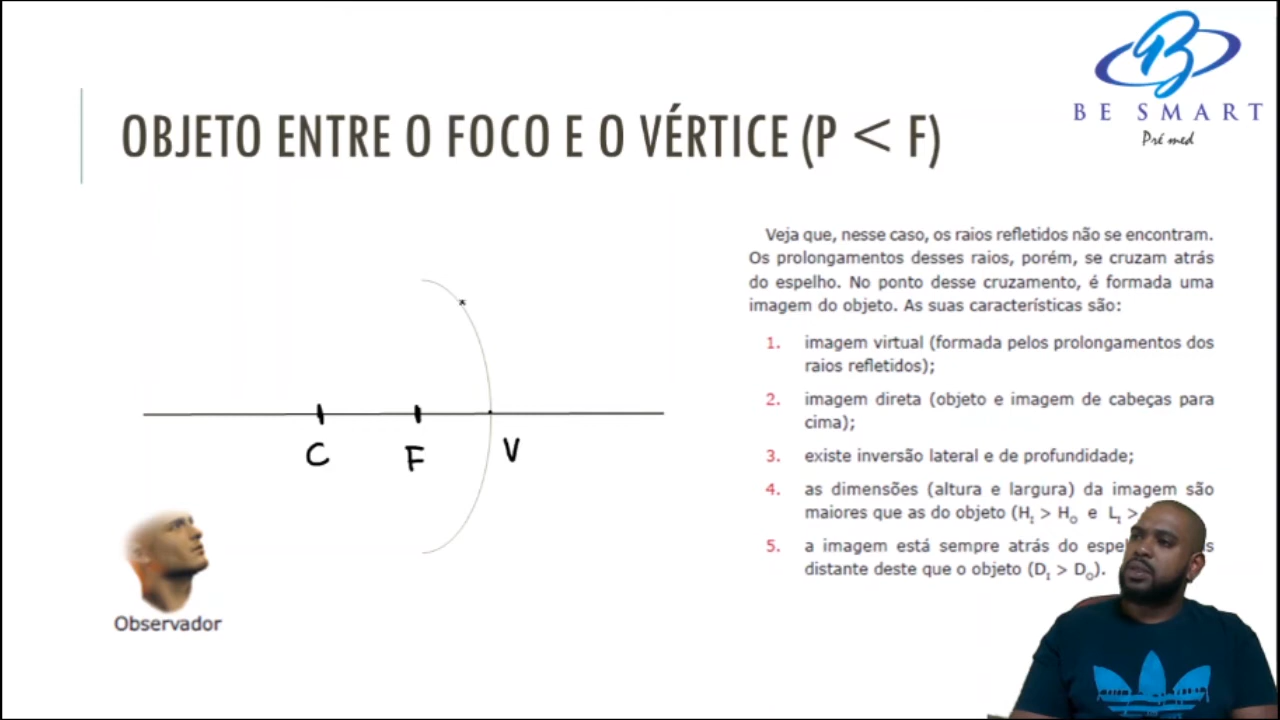 BE SMART
Pré med
OBJETO ENTRE O FOCO E O VÉRTICE (P < F)
Veja que, nesse caso, os raios refletidos não se encontram.
Os prolongamentos desses raios, porém, se cruzam atrás
do espelho. No ponto desse cruzamento, é formada uma
imagem do objeto. As suas características são:
1. imagem virtual (formada pelos prolongamentos dos
raios refletidos);
2. imagem direta (objeto e imagem de cabeças para
cima);
3. existe inversão lateral e de profundidade;
4. as dimensões (altura e largura) da imagem são
maiores que as do objeto (Hᵢ > Hₒ e Lᵢ >
5. a imagem está sempre atrás do
distante deste que o objeto (Dᵢ > Dₒ).
C F V
Observador